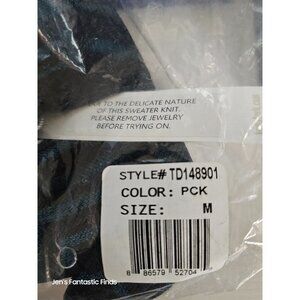 TO THE DELICATE NATURE
OF THIS SWEATER KNIT.
PLEASE REMOVE JEWELRY
BEFORE TRYING ON.
STYLE# TD148901
COLOR: PCK
SIZE: M
8 86579 52704
Jen's Fantastic Finds